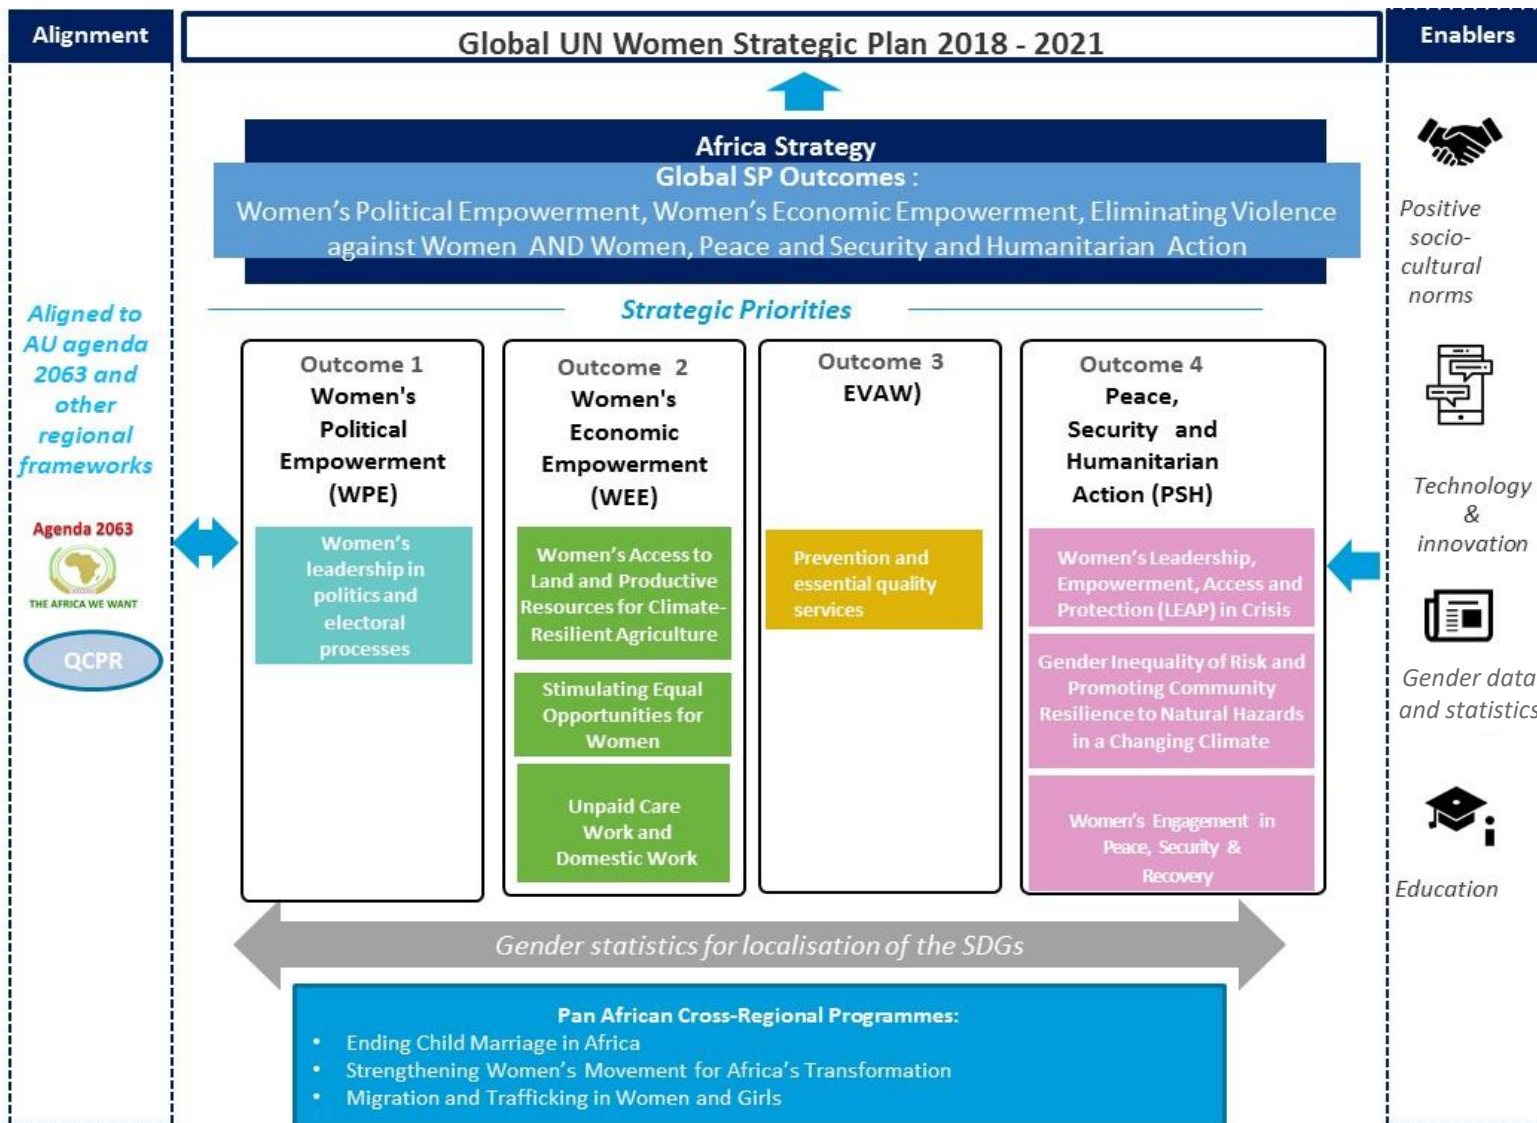 Alignment
Global UN Women Strategic Plan 2018 - 2021
Enablers
Africa Strategy
Global SP Outcomes :
Women's Political Empowerment, Women's Economic Empowerment, Eliminating Violence
against Women AND Women, Peace and Security and Humanitarian Action
Strategic Priorities
Aligned to
AU agenda
2063 and
other
regional
frameworks
Agenda 2063
THE AFRICA WE WANT
QCPR
Outcome 1
Women's
Political
Empowerment
(WPE)
Women's
leadership in
politics and
electoral
processes
Outcome 2
Women's
Economic
Empowerment
(WEE)
Women's Access to
Land and Productive
Resources for Climate-
Resilient Agriculture
Stimulating Equal
Opportunities for
Women
Unpaid Care
Work and
Domestic Work
Outcome 3
EVAW)
Prevention and
essential quality
services
Outcome 4
Peace,
Security and
Humanitarian
Action (PSH)
Women's Leadership,
Empowerment, Access and
Protection (LEAP) in Crisis
Gender Inequality of Risk and
Promoting Community
Resilience to Natural Hazards
in a Changing Climate
Women's Engagement in
Peace, Security &
Recovery
Positive
socio-
cultural
norms
Technology
&
innovation
Gender data
and statistics
Education
Gender statistics for localisation of the SDGs
Pan African Cross-Regional Programmes:
• Ending Child Marriage in Africa
• Strengthening Women's Movement for Africa's Transformation
• Migration and Trafficking in Women and Girls